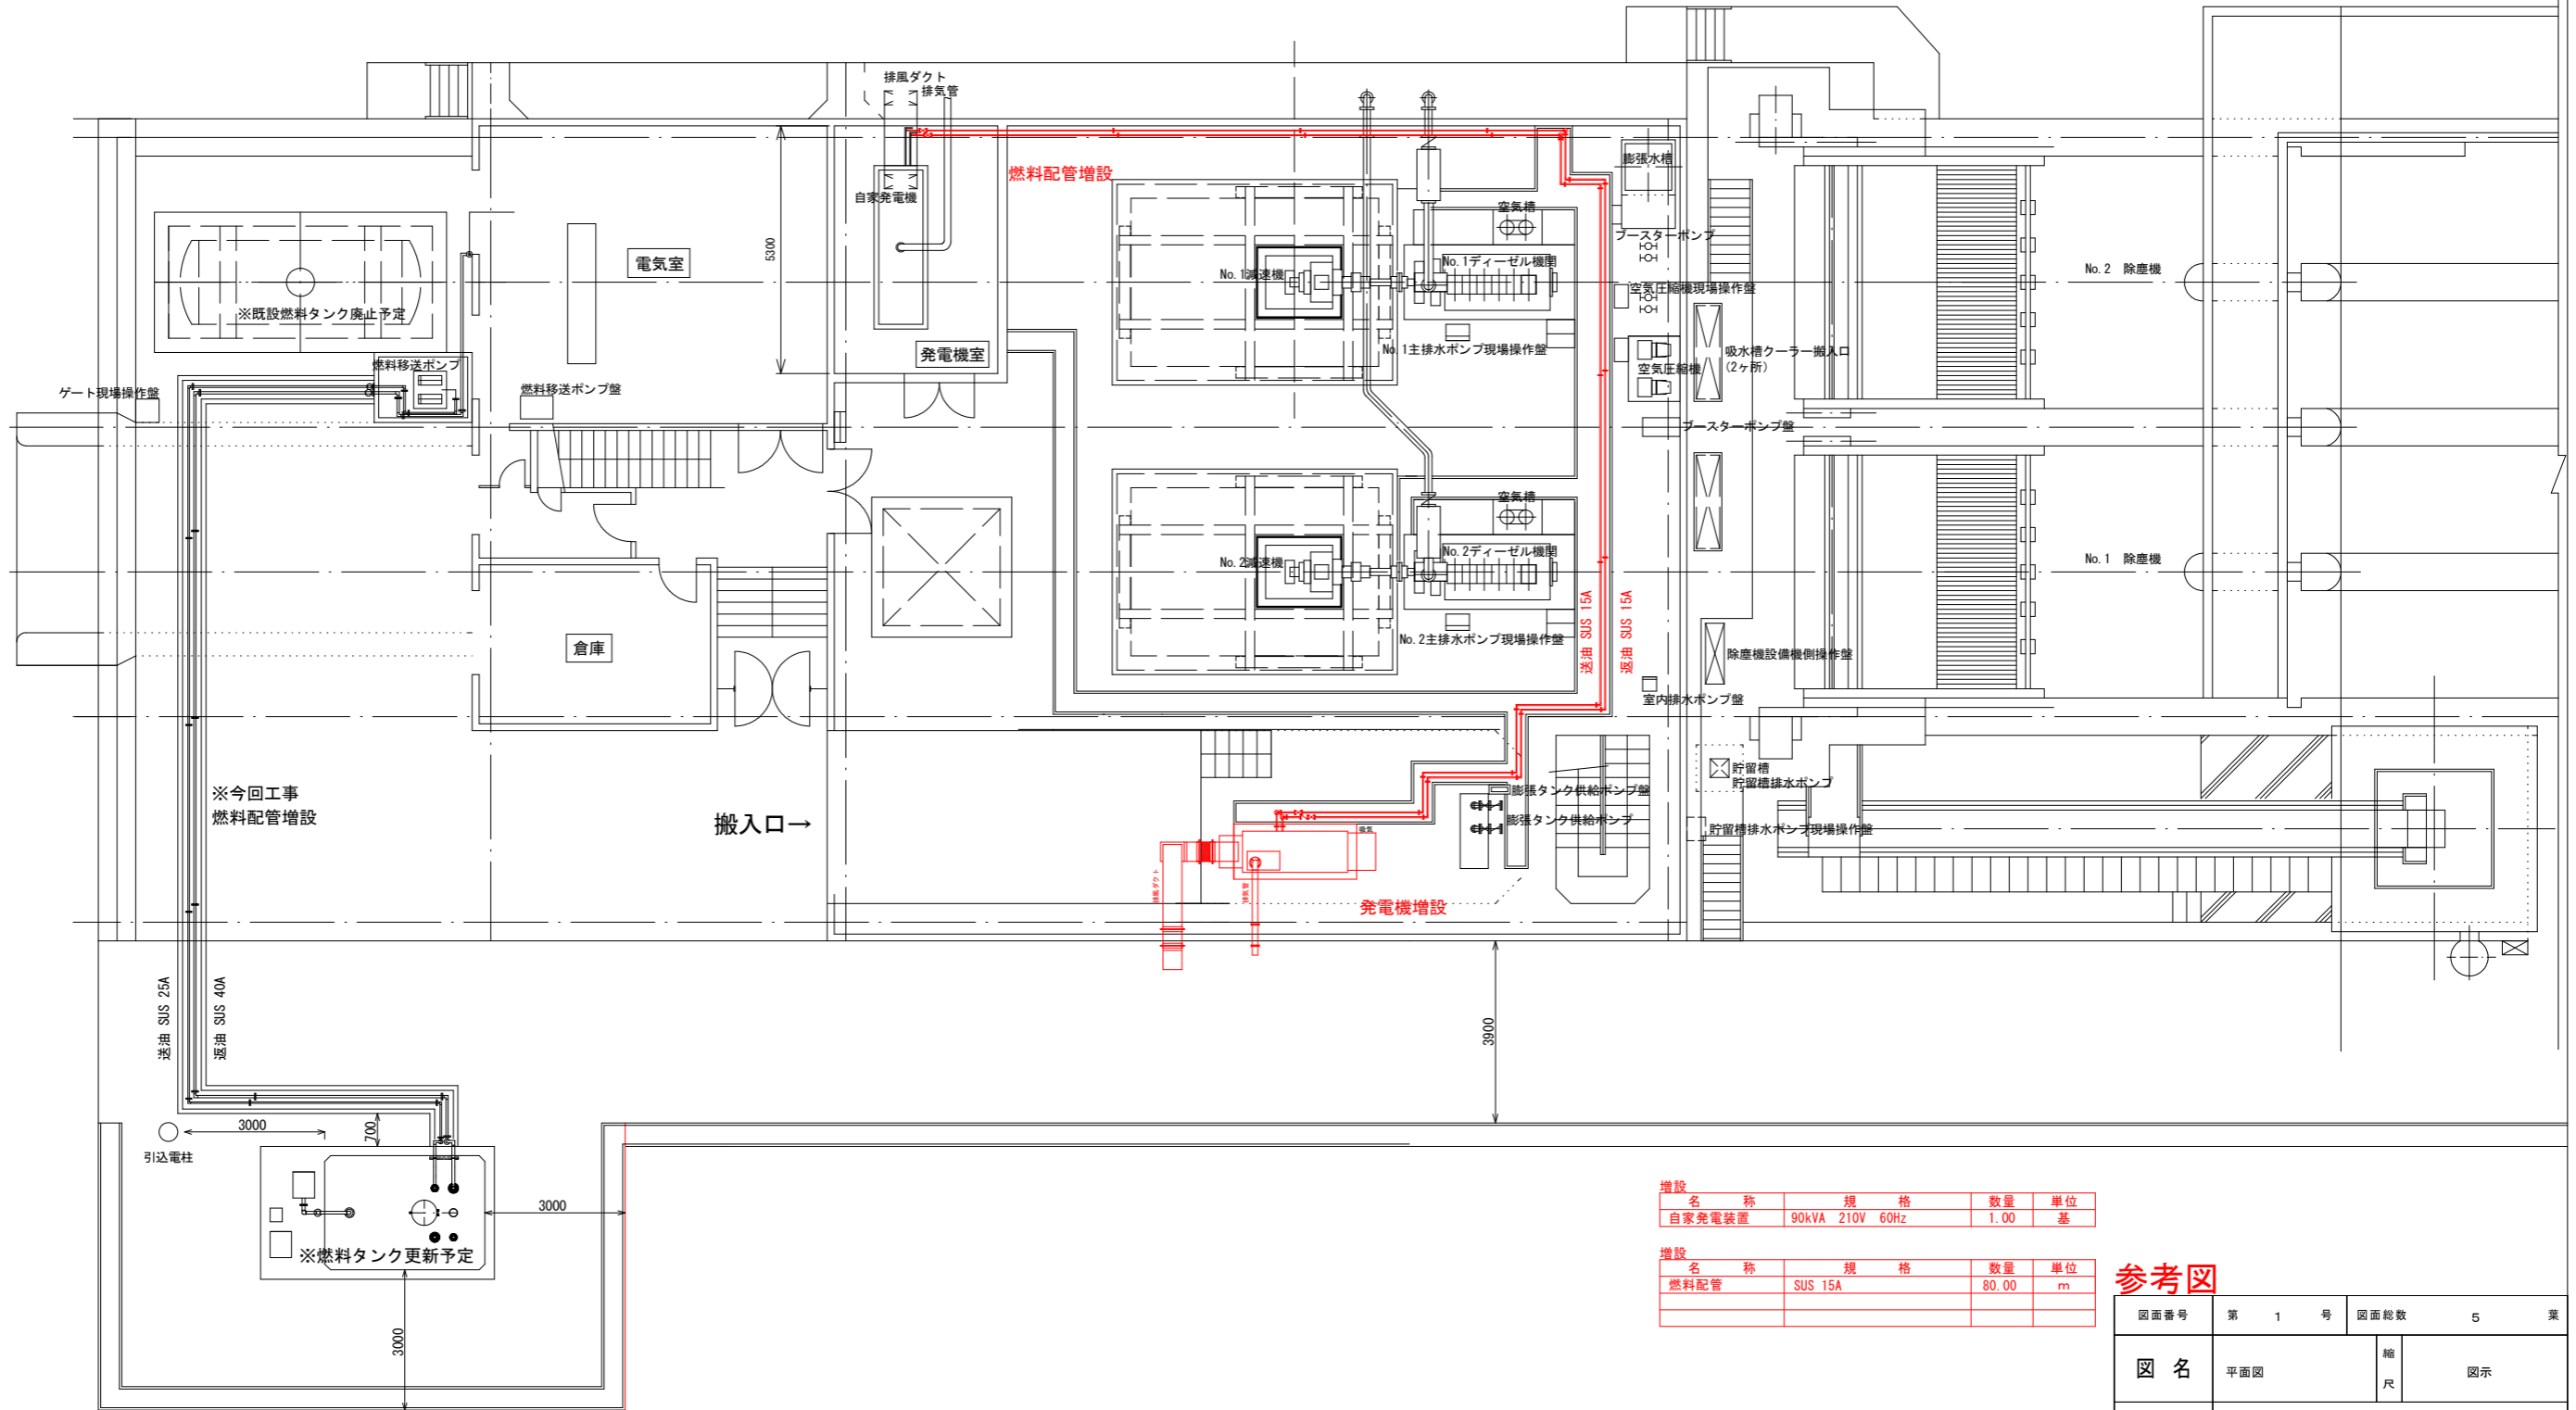 排風ダクト
排気管
燃料配管増設
自家発電機
5300
電気室
発電機室
膨張水槽
空気槽
ブースターポンプ
No.1減速機
No.1ディーゼル機関
空気圧縮機現場操作盤
No.1主排水ポンプ現場操作盤
空気圧縮機
吸水槽クーラー搬入口
(2ヶ所)
ブースターポンプ盤
No.2 除塵機
※既設燃料タンク廃止予定
燃料移送ポンプ
ゲート現場操作盤
燃料移送ポンプ盤
空気槽
No.2減速機
No.2ディーゼル機関
No.2主排水ポンプ現場操作盤
送油 SUS 15A
返油 SUS 15A
No.1 除塵機
倉庫
除塵機設備機側操作盤
室内排水ポンプ盤
貯留槽
貯留槽排水ポンプ
膨張タンク供給ポンプ盤
膨張タンク供給ポンプ
貯留槽排水ポンプ現場操作盤
※今回工事
燃料配管増設
搬入口→
吸気
排風ダクト
排気管
発電機増設
送油 SUS 25A
返油 SUS 40A
3900
3000
700
引込電柱
3000
※燃料タンク更新予定
3000
増設
名 称 規 格 数量 単位
自家発電装置 90kVA 210V 60Hz 1.00 基
増設
名 称 規 格 数量 単位
燃料配管 SUS 15A 80.00 m
参考図
図面番号 第 1 号 図面総数 5 葉
図 名 平面図 縮尺 図示